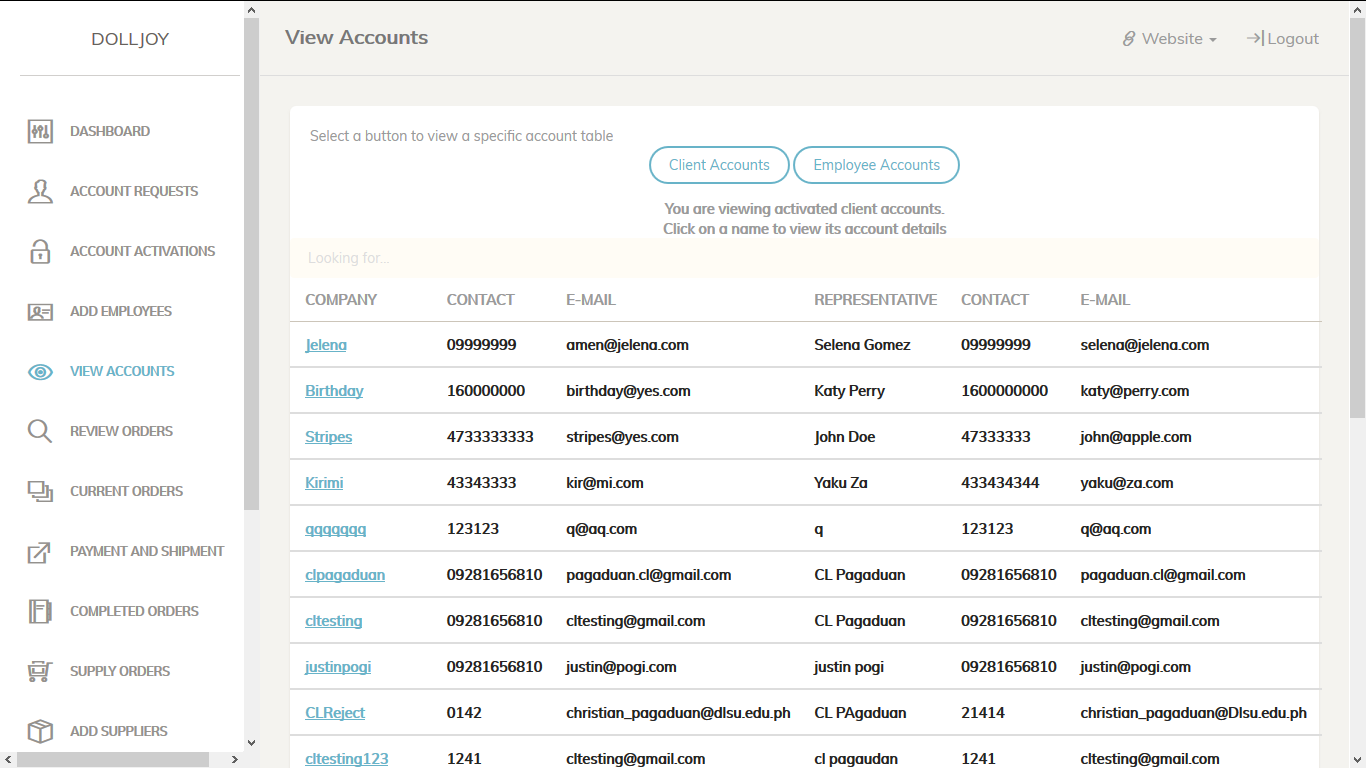 DOLLJOY
View Accounts
Website
Logout
DASHBOARD
ACCOUNT REQUESTS
ACCOUNT ACTIVATIONS
ADD EMPLOYEES
VIEW ACCOUNTS
REVIEW ORDERS
CURRENT ORDERS
PAYMENT AND SHIPMENT
COMPLETED ORDERS
SUPPLY ORDERS
ADD SUPPLIERS
Select a button to view a specific account table
Client Accounts Employee Accounts
You are viewing activated client accounts.
Click on a name to view its account details
Looking for...
COMPANY CONTACT E-MAIL REPRESENTATIVE CONTACT E-MAIL
Jelena 09999999 amen@jelena.com Selena Gomez 09999999 selena@jelena.com
Birthday 160000000 birthday@yes.com Katy Perry 1600000000 katy@perry.com
Stripes 4733333333 stripes@yes.com John Doe 47333333 john@apple.com
Kirimi 43343333 kir@mi.com Yaku Za 433434344 yaku@za.com
qqqqqqq 123123 q@aq.com q 123123 q@aq.com
clpagaduan 09281656810 pagaduan.cl@gmail.com CL Pagaduan 09281656810 pagaduan.cl@gmail.com
cltesting 09281656810 cltesting@gmail.com CL Pagaduan 09281656810 cltesting@gmail.com
justinpogi 09281656810 justin@pogi.com justin pogi 09281656810 justin@pogi.com
CLReject 0142 christian_pagaduan@dlsu.edu.ph CL PAgaduan 21414 christian_pagaduan@Dlsu.edu.ph
cltesting123 1241 cltesting@gmail.com cl pagaudan 1241 cltesting@gmail.com